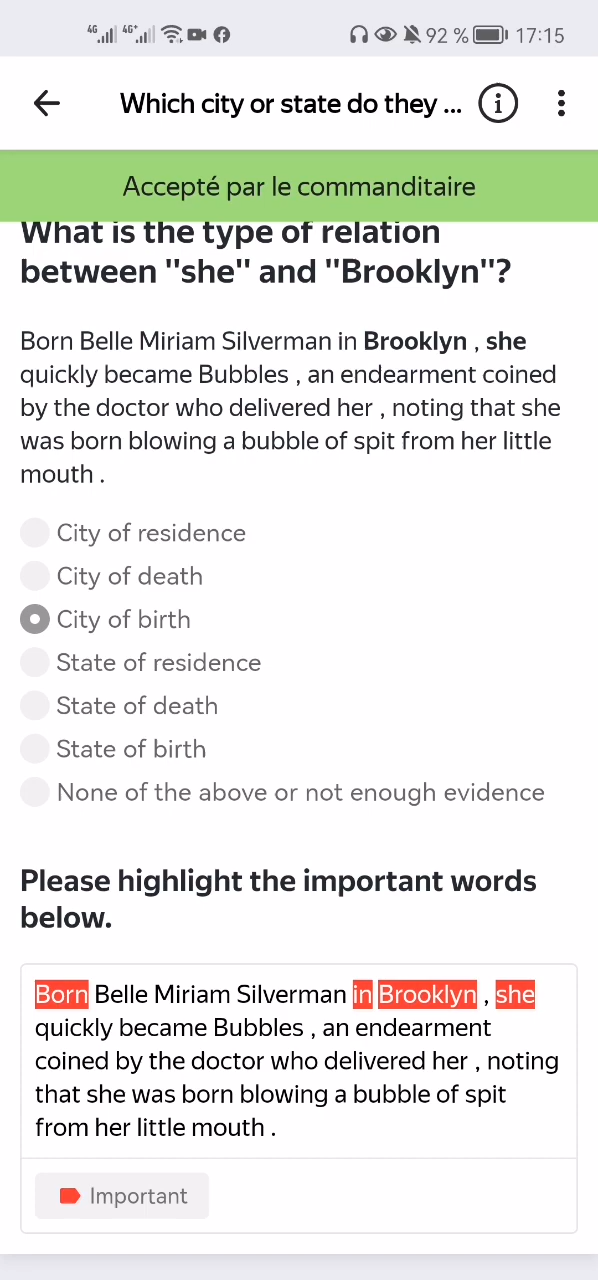 4G 4G+ 92 % 17:15
Which city or state do they ...
Accepté par le commanditaire
What is the type of relation
between "she" and "Brooklyn"?
Born Belle Miriam Silverman in Brooklyn , she
quickly became Bubbles , an endearment coined
by the doctor who delivered her , noting that she
was born blowing a bubble of spit from her little
mouth .
City of residence
City of death
City of birth
State of residence
State of death
State of birth
None of the above or not enough evidence
Please highlight the important words
below.
Born Belle Miriam Silverman in Brooklyn , she
quickly became Bubbles , an endearment
coined by the doctor who delivered her , noting
that she was born blowing a bubble of spit
from her little mouth .
Important